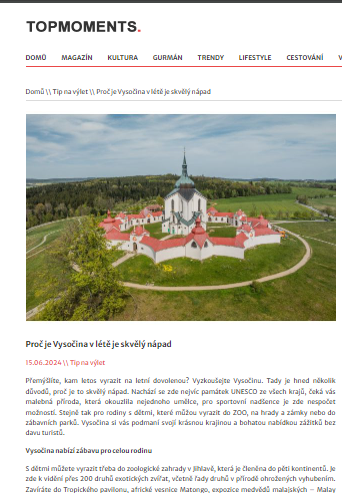 TOPMOMENTS.
DOMŮ MAGAZÍN KULTURA GURMÁN TRENDY LIFESTYLE CESTOVÁNÍ V
Domů \\ Tip na výlet \\ Proč je Vysočina v létě je skvělý nápad
Proč je Vysočina v létě je skvělý nápad
15.06.2024 \\ Tip na výlet
Přemýšlíte, kam letos vyrazit na letní dovolenou? Vyzkoušejte Vysočinu. Tady je hned několik
důvodů, proč je to skvělý nápad. Nachází se zde nejvíc památek UNESCO ze všech krajů, čeká vás
malebná příroda, která okouzlila nejednoho umělce, pro sportovní nadšence je zde nespočet
možností. Stejně tak pro rodiny s dětmi, které můžou vyrazit do ZOO, na hrady a zámky nebo do
zábavních parků. Vysočina si vás podmaní svojí krásnou krajinou a bohatou nabídkou zážitků bez
davu turistů.
Vysočina nabízí zábavu pro celou rodinu
S dětmi můžete vyrazit třeba do zoologické zahrady v Jihlavě, která je členěna do pěti kontinentů. Je
zde k vidění přes 200 druhů exotických zvířat, včetně řady druhů v přírodě ohrožených vyhubením.
Zavíráte do Tropického pavilonu, africké vesnice Matongo, expozice medvědů malajských – Malay